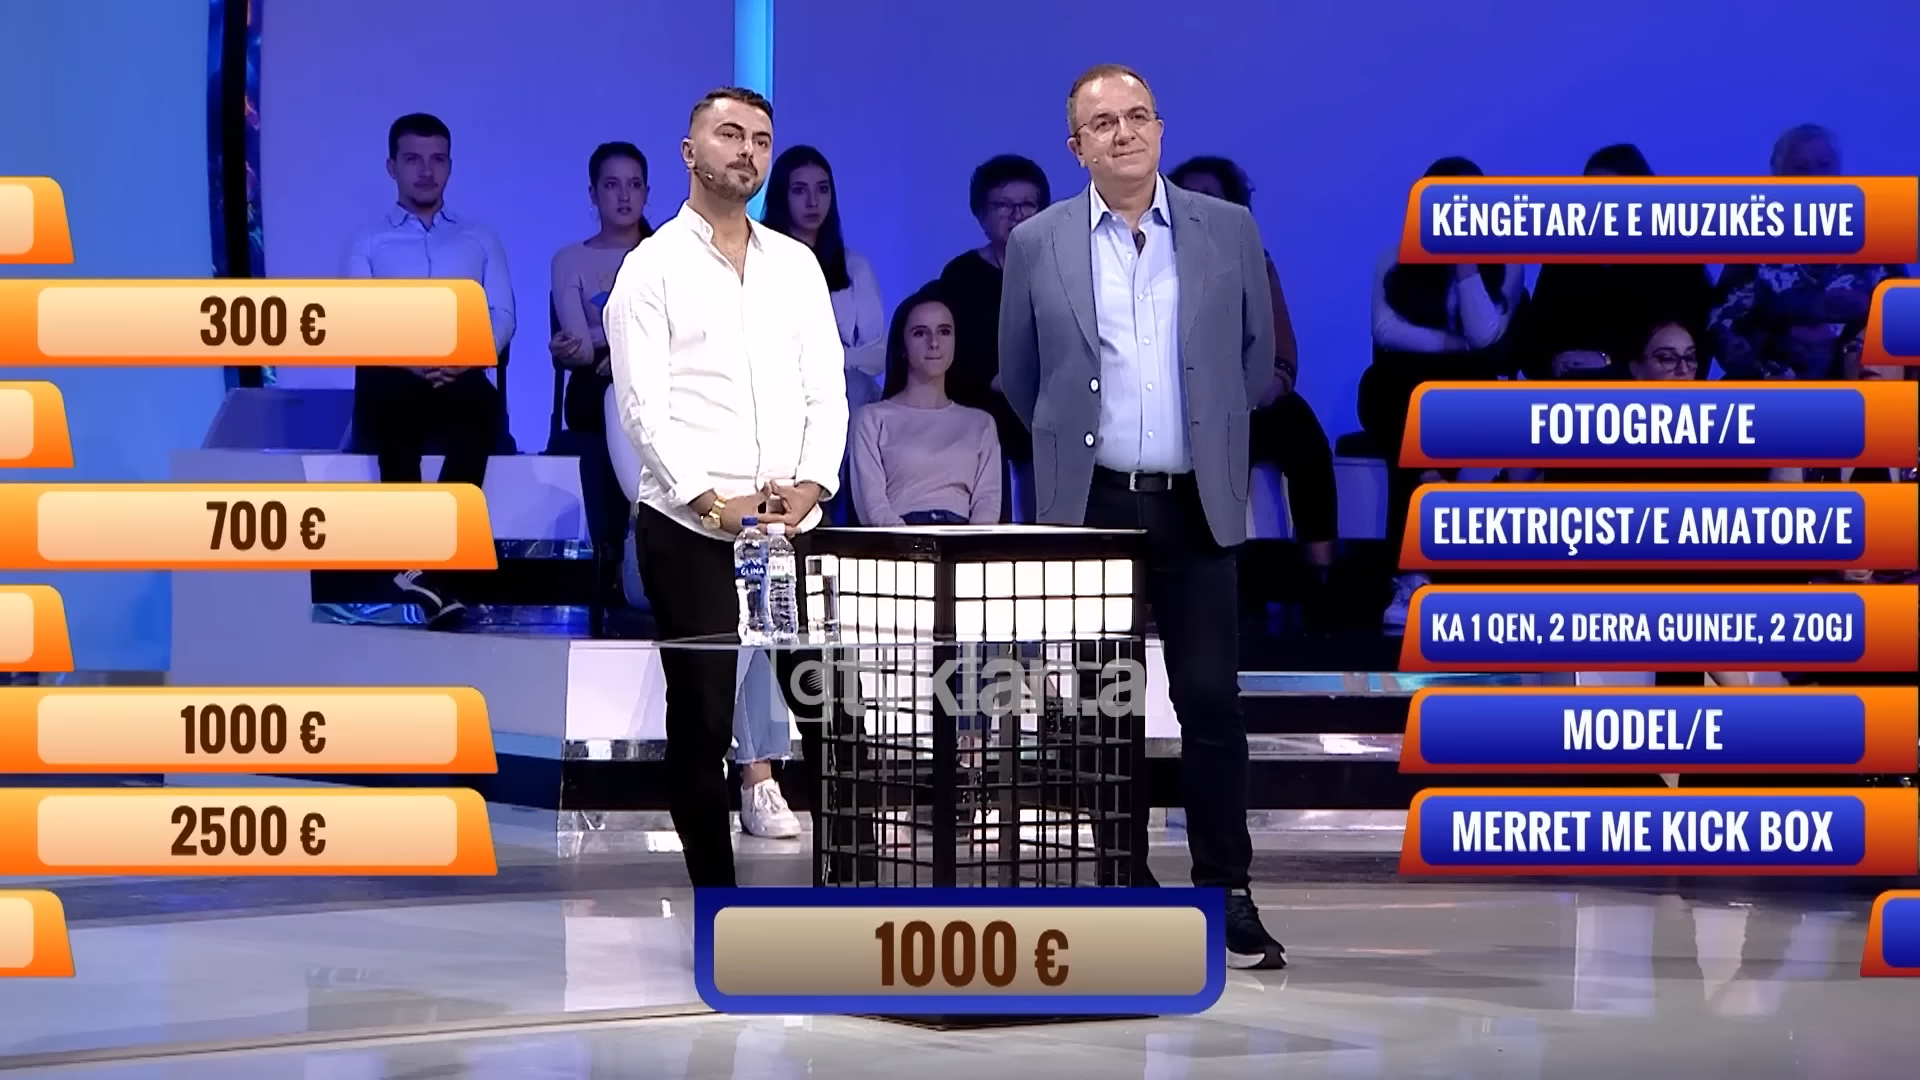 300 €
700 €
1000 €
2500 €
KËNGËTAR/E E MUZIKËS LIVE
FOTOGRAF/E
ELEKTRIÇIST/E AMATOR/E
KA 1 QEN, 2 DERRA GUINEJE, 2 ZOGJ
MODEL/E
MERRET ME KICK BOX
GLINA
1000 €